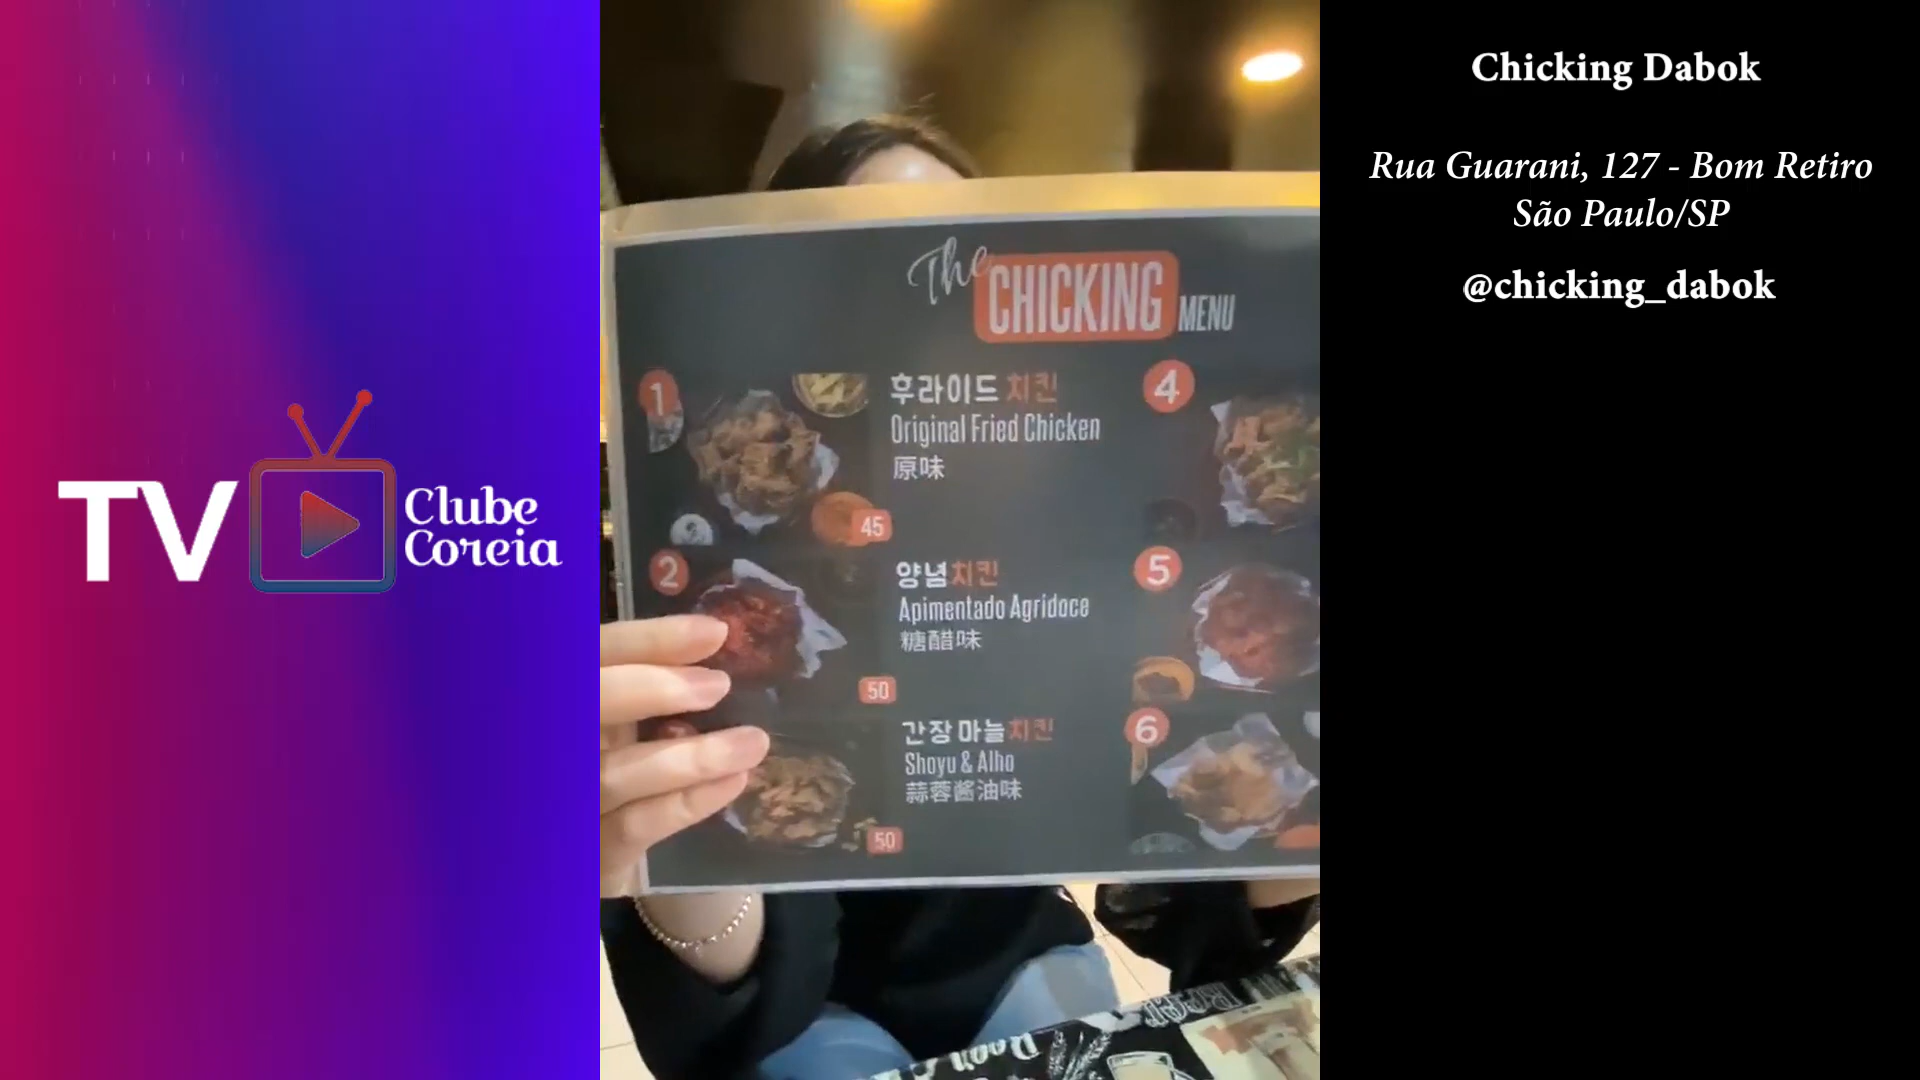 TV
Clube
Coreia
The CHICKING MENU
1
후라이드 치킨
Original Fried Chicken
原味
45
2
양념치킨
Apimentado Agridoce
糖醋味
50
간장 마늘치킨
Shoyu & Alho
蒜蓉酱油味
50
4
5
6
Chicking Dabok
Rua Guarani, 127 - Bom Retiro
São Paulo/SP
@chicking_dabok